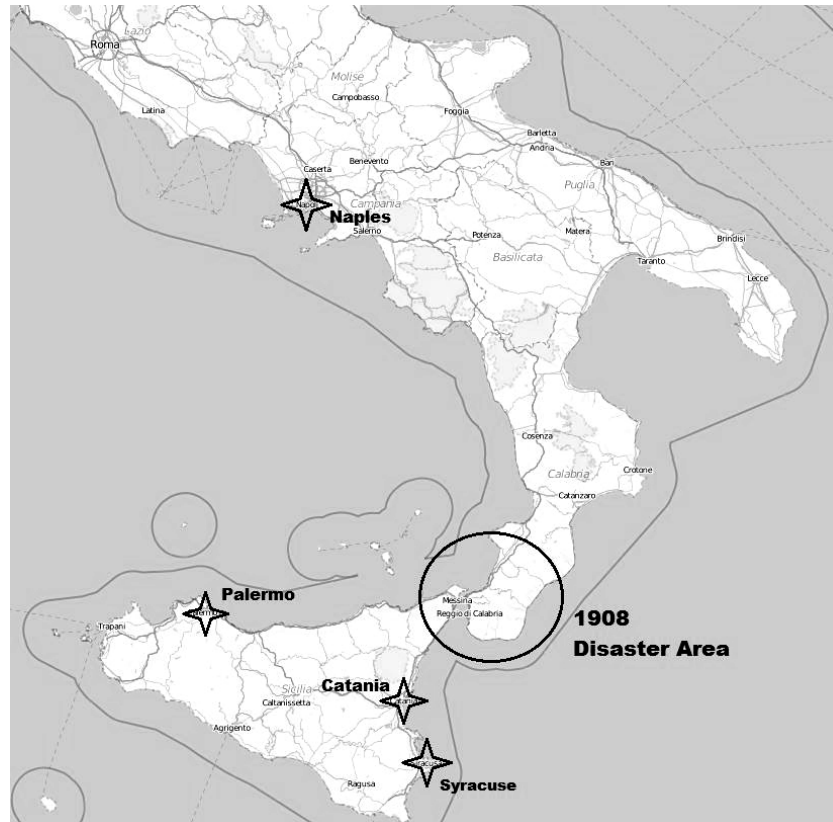 Lazio
Roma
Molise
Campobasso
Latina
Foggia
Barletta
Andria
Caserta
Benevento
Bari
Napoli
Campania
Naples
Puglia
Salerno
Potenza
Matera
Brindisi
Basilicata
Taranto
Lecce
Cosenza
Calabria
Crotone
Catanzaro
Palermo
Messina
Reggio di Calabria
1908
Disaster Area
Trapani
Catania
Sicilia
Caltanissetta
Agrigento
Syracuse
Ragusa